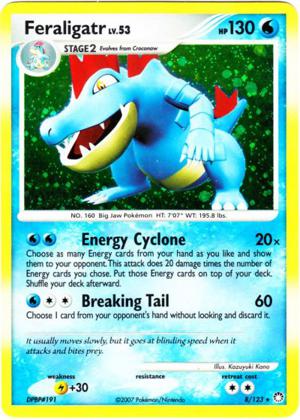 Feraligatr LV.53
HP 130
STAGE 2 Evolves from Croconaw
NO. 160 Big Jaw Pokémon HT: 7'07" WT: 195.8 lbs.
Energy Cyclone 20×
Choose as many Energy cards from your hand as you like and show
them to your opponent. This attack does 20 damage times the number of
Energy cards you chose. Put those Energy cards on top of your deck.
Shuffle your deck afterward.
Breaking Tail 60
Choose 1 card from your opponent's hand without looking and discard it.
It usually moves slowly, but it goes at blinding speed when it
attacks and bites prey.
Illus. Kazuyuki Kano
weakness resistance retreat cost
+30
DPBP#191 ©2007 Pokémon/Nintendo 8/123 ★